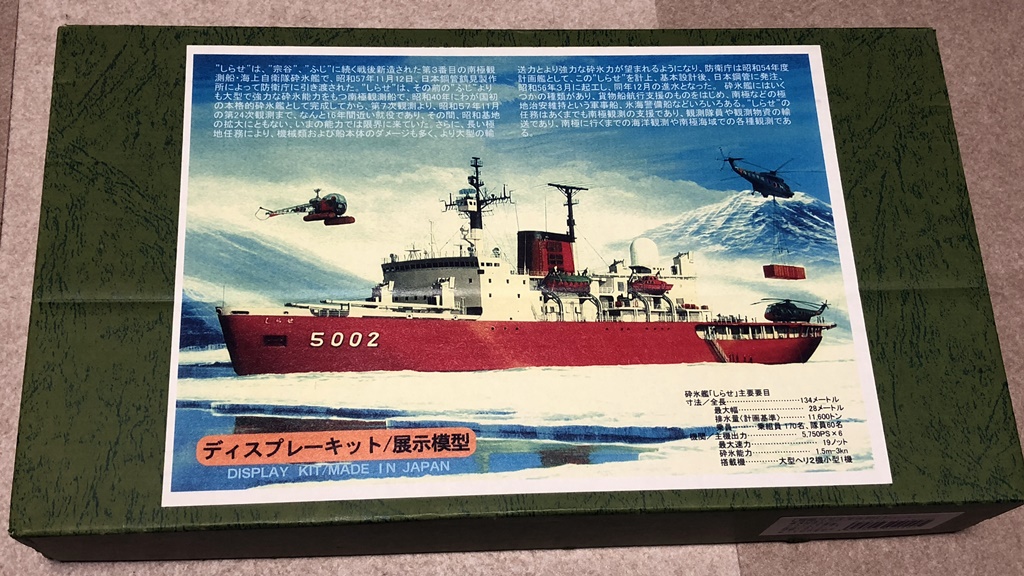 "しらせ"は、"宗谷"、"ふじ"に続く戦後新造された第3番目の南極観
測船・海上自衛隊砕氷艦で、昭和57年11月12日、日本鋼管鶴見製作
所によって防衛庁に引き渡された。"しらせ"は、その前の"ふじ"より
も大型で強力な砕氷能力をもつ南極観測船で、昭和40年にわが国初
の本格的砕氷艦として完成してから、第7次観測より、昭和57年11月
の第24次観測まで、なんと16年間近い就役であり、その間、昭和基地
の拡大にともない、いまの能力では限界に来ていた。さらに、長い極
地任務により、機械類および船本体のダメージも多く、より大型の輸
送力とより強力な砕氷力が望まれるようになり、防衛庁は昭和54年度
計画艦として、この"しらせ"を計上、基本設計後、日本鋼管に発注、
昭和56年3月に起工し、同年12月の進水となった。砕氷艦にはいく
つかの種類があり、貨物船航行支援のものをはじめ、南極などの極
地治安維持という軍事船、氷海警備船などいろいろある。"しらせ"の
任務はあくまでも南極観測の支援であり、観測隊員や観測物資の輸
送であり、南極に行くまでの海洋観測や南極海域での各種観測であ
る。
しらせ
5002
砕氷艦「しらせ」主要要目
寸法/全長……………134メートル
最大幅……………28メートル
排水量(計画基準)………11,600トン
乗員………乗組員170名、隊員60名
機関/主機出力…………5,750PS×6
最大速力……………19ノット
砕氷能力……………1.5m-3kn
搭載機………大型ヘリ2機小型1機
ディスプレーキット/展示模型
DISPLAY KIT/MADE IN JAPAN